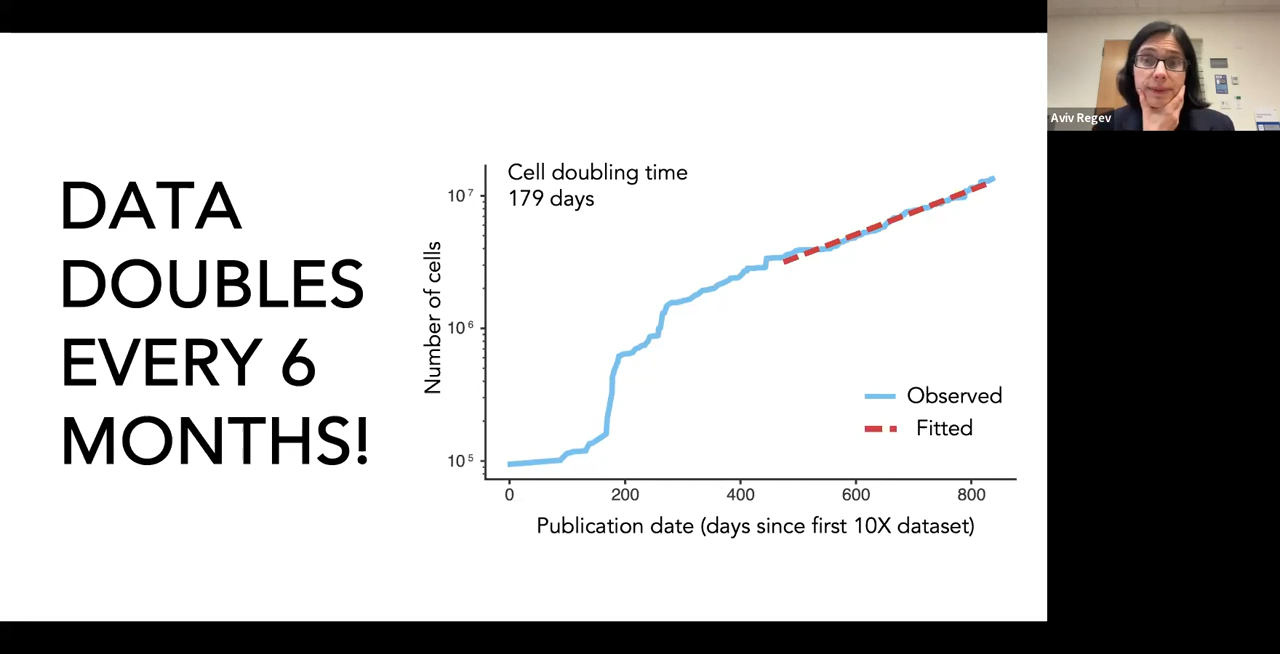 DATA
DOUBLES
EVERY 6
MONTHS!
Cell doubling time
179 days
Number of cells
10⁷
10⁶
10⁵
Observed
Fitted
0 200 400 600 800
Publication date (days since first 10X dataset)
Aviv Regev